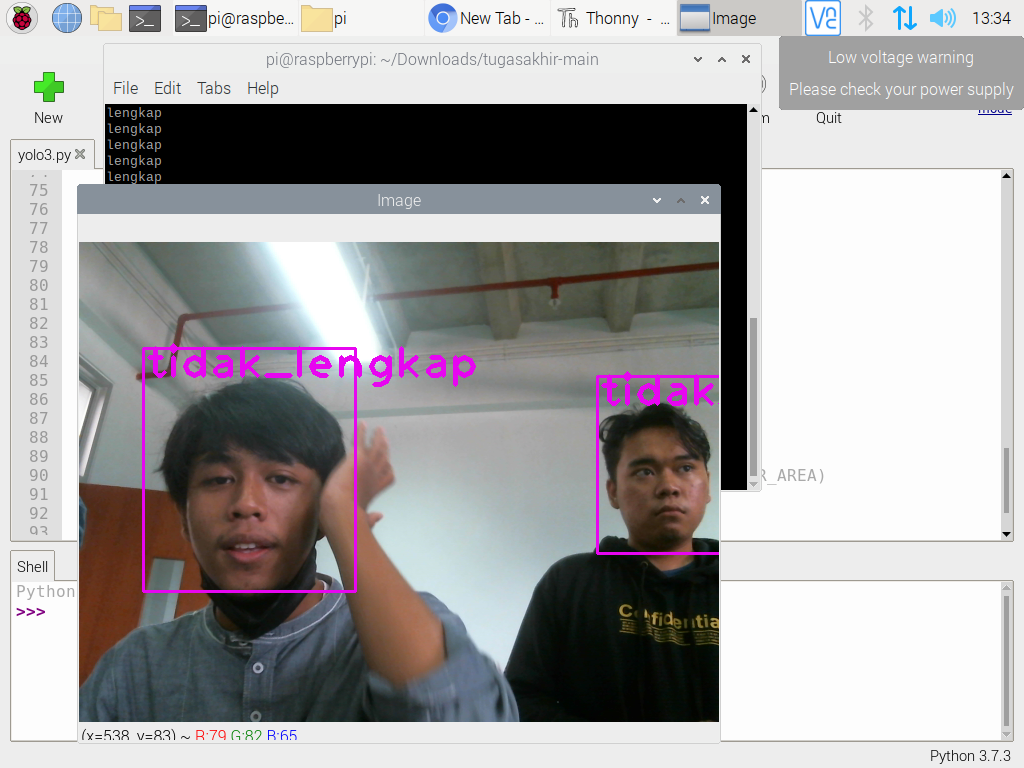 pi@raspbe...
pi
New Tab - ...
Thonny - ...
Image
13:34
Low voltage warning
Please check your power supply
pi@raspberrypi: ~/Downloads/tugasakhir-main
File Edit Tabs Help
New
Quit
mode
yolo3.py
lengkap
lengkap
lengkap
lengkap
lengkap
75
76
77
78
79
80
81
82
83
84
85
86
87
88
89
90
91
92
93
R_AREA)
Image
tidak_lengkap
tidak
Confidentia
(x=538, y=83) ~ R:79 G:82 B:65
Shell
Python
>>>
Python 3.7.3